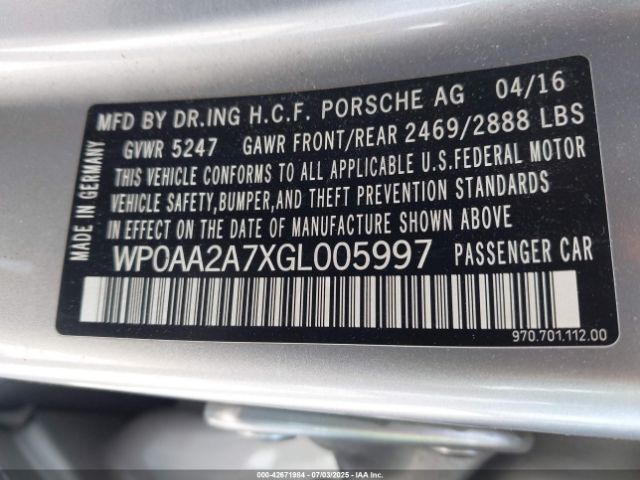 MFD BY DR.ING H.C.F. PORSCHE AG 04/16
GVWR 5247 GAWR FRONT/REAR 2469/2888 LBS
THIS VEHICLE CONFORMS TO ALL APPLICABLE U.S.FEDERAL MOTOR
VEHICLE SAFETY,BUMPER,AND THEFT PREVENTION STANDARDS
IN EFFECT ON THE DATE OF MANUFACTURE SHOWN ABOVE
MADE IN GERMANY
WP0AA2A7XGL005997 PASSENGER CAR
970.701.112.00
000-42671984 | 07/03/2025 | IAAI.COM